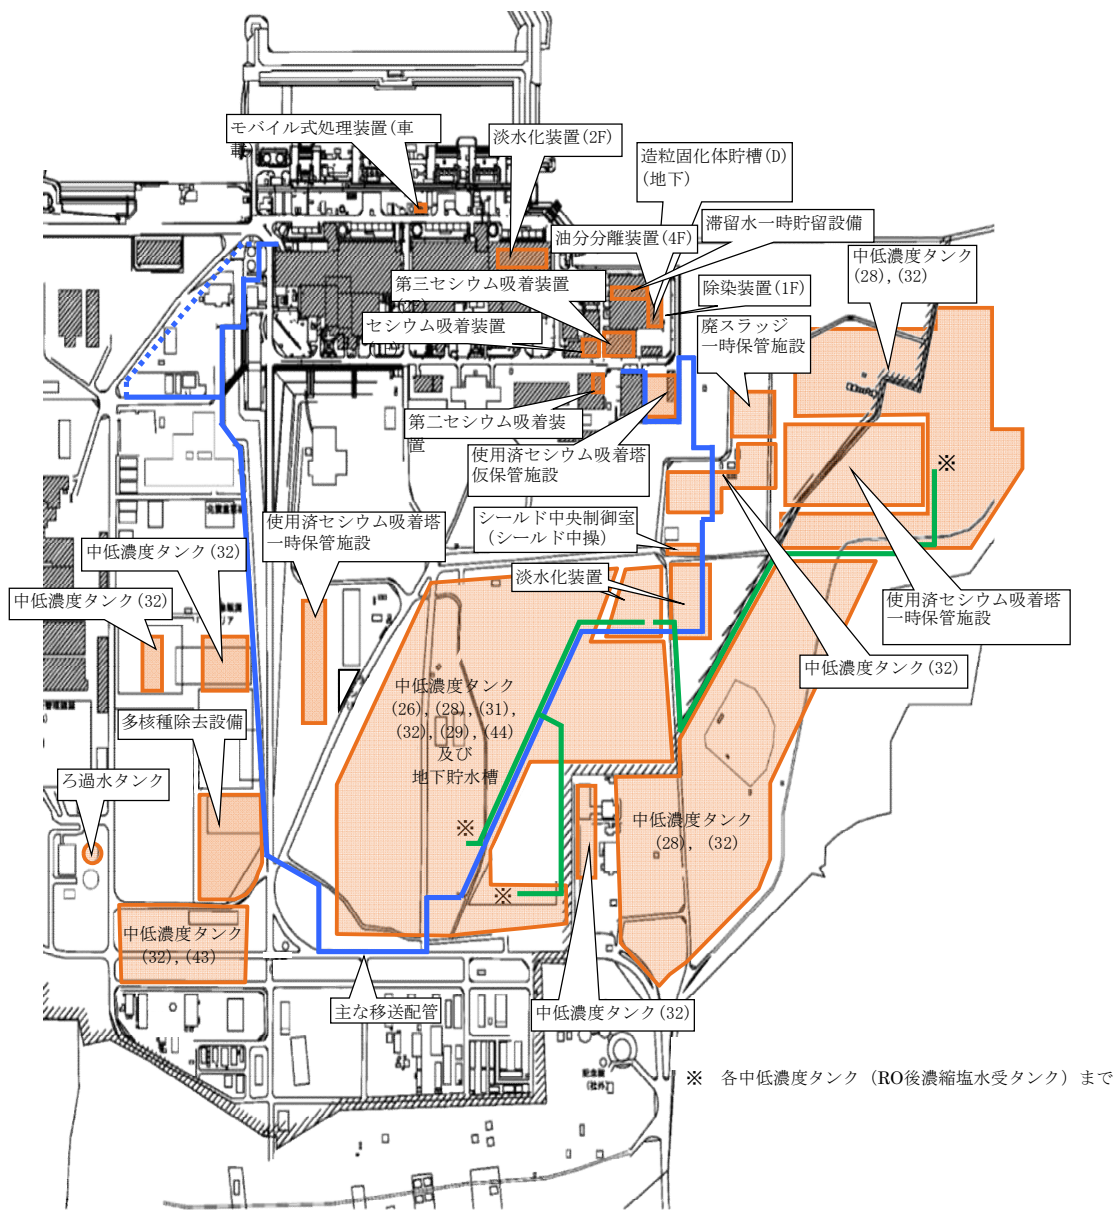 モバイル式処理装置(車
載)
淡水化装置(2F)
造粒固化体貯槽(D)
(地下)
滞留水一時貯留設備
油分分離装置(4F)
中低濃度タンク
(28),(32)
第三セシウム吸着装置
除染装置(1F)
セシウム吸着装置
廃スラッジ
一時保管施設
第二セシウム吸着装
置
使用済セシウム吸着塔
仮保管施設
※
シールド中央制御室
(シールド中操)
使用済セシウム吸着塔
一時保管施設
中低濃度タンク(32)
淡水化装置
中低濃度タンク(32)
使用済セシウム吸着塔
一時保管施設
中低濃度タンク(32)
中低濃度タンク
(26),(28),(31),
(32),(29),(44)
及び
地下貯水槽
多核種除去設備
ろ過水タンク
※
中低濃度タンク
(28), (32)
※
中低濃度タンク
(32),(43)
主な移送配管
中低濃度タンク(32)
※ 各中低濃度タンク（RO後濃縮塩水受タンク）まで
記念館
(社外)